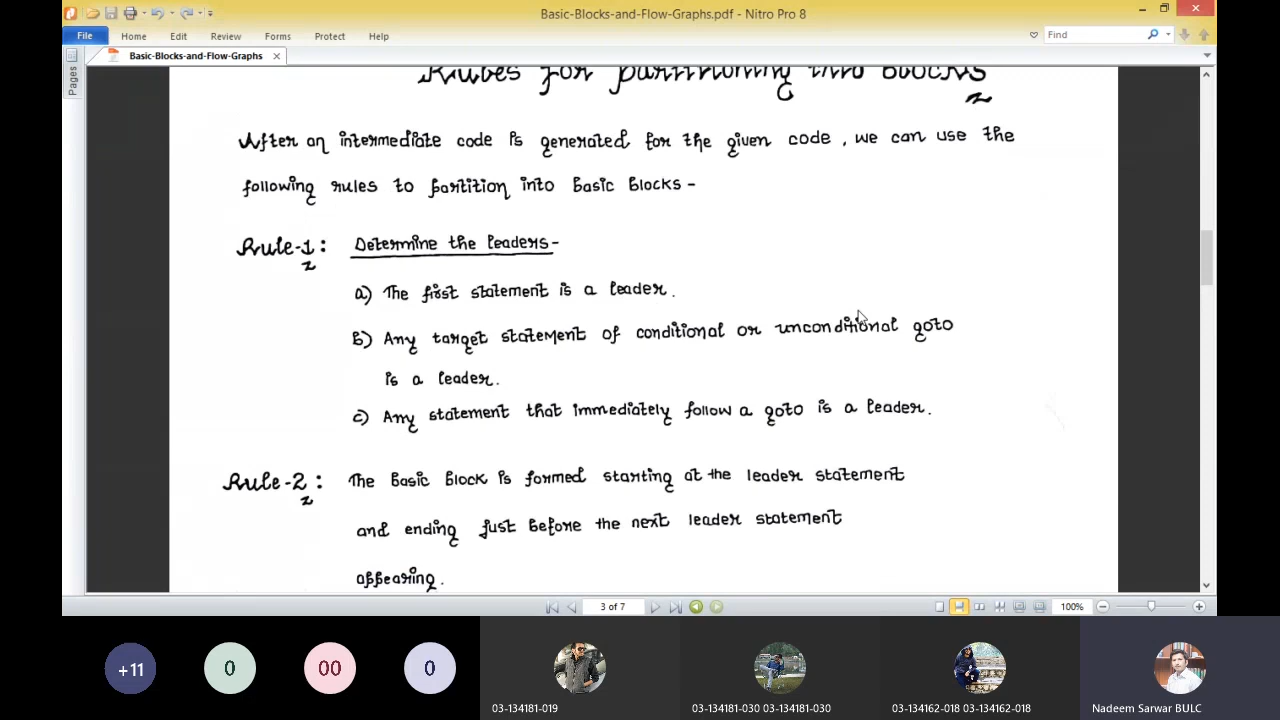 Basic-Blocks-and-Flow-Graphs.pdf - Nitro Pro 8
File Home Edit Review Forms Protect Help
Find
Basic-Blocks-and-Flow-Graphs
Pages
Rules for partitioning into blocks
After an intermediate code is generated for the given code, we can use the
following rules to partition into Basic Blocks -
Rule-1: Determine the leaders-
a) The first statement is a leader.
b) Any target statement of conditional or unconditional goto
is a leader.
c) Any statement that immediately follow a goto is a leader.
Rule-2: The Basic Block is formed starting at the leader statement
and ending just before the next leader statement
appearing.
3 of 7
100%
+11 0 00 0
03-134181-019 03-134181-030 03-134181-030 03-134162-018 03-134162-018 Nadeem Sarwar BULC